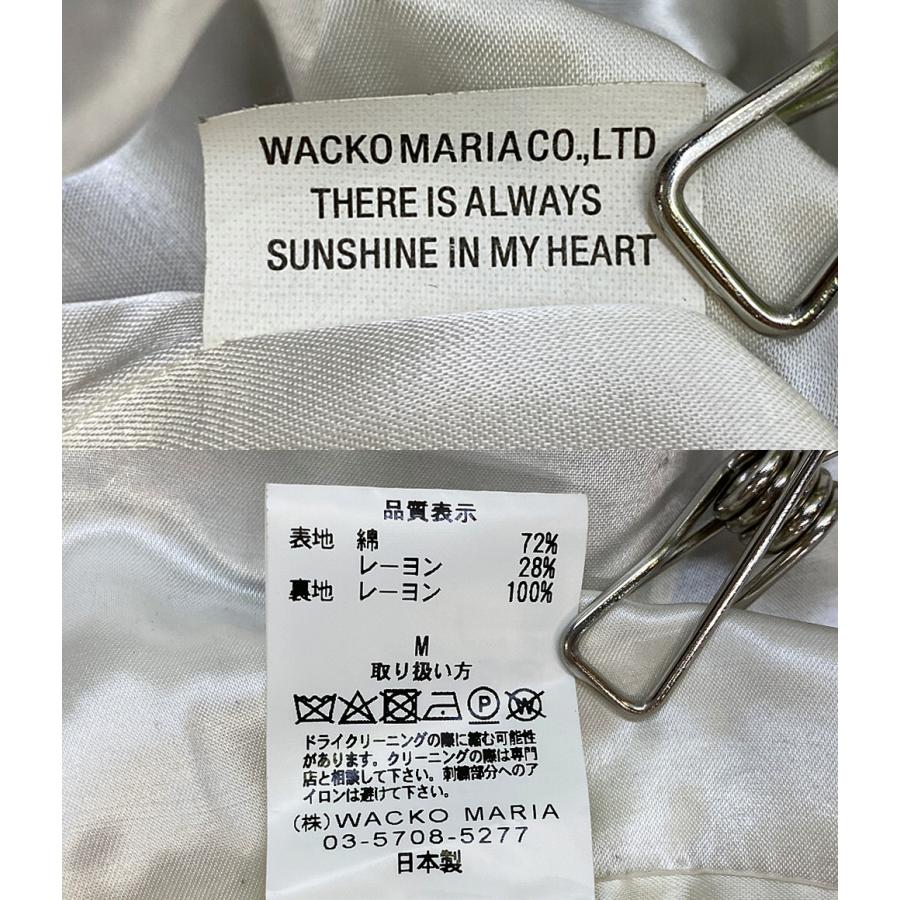 WACKO MARIA CO.,LTD
THERE IS ALWAYS
SUNSHINE IN MY HEART
品質表示
表地 綿 72%
レーヨン 28%
裏地 レーヨン 100%
M
取り扱い方
P W
ドライクリーニングの際に縮む可能性
があります。クリーニングの際は専門
店と相談して下さい。刺繍部分へのア
イロンは避けて下さい。
(株)WACKO MARIA
03-5708-5277
日本製